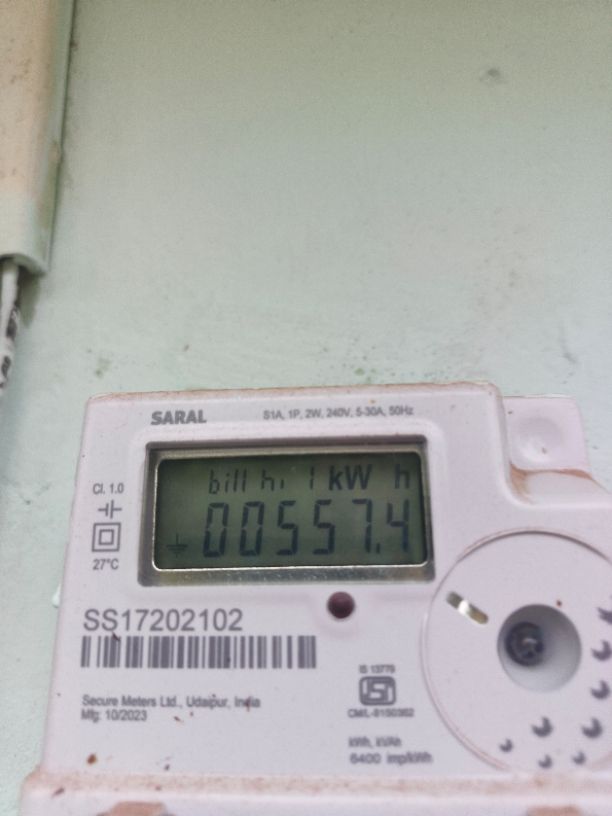 SARAL
S1A, 1P, 2W, 240V, 5-30A, 50Hz
Cl. 1.0
bill hi 1 kW h
00557.4
27°C
SS17202102
Secure Meters Ltd., Udaipur, India
Mfg: 10/2023
IS 13779
ISI
kWh, kVAh
6400 imp/kWh